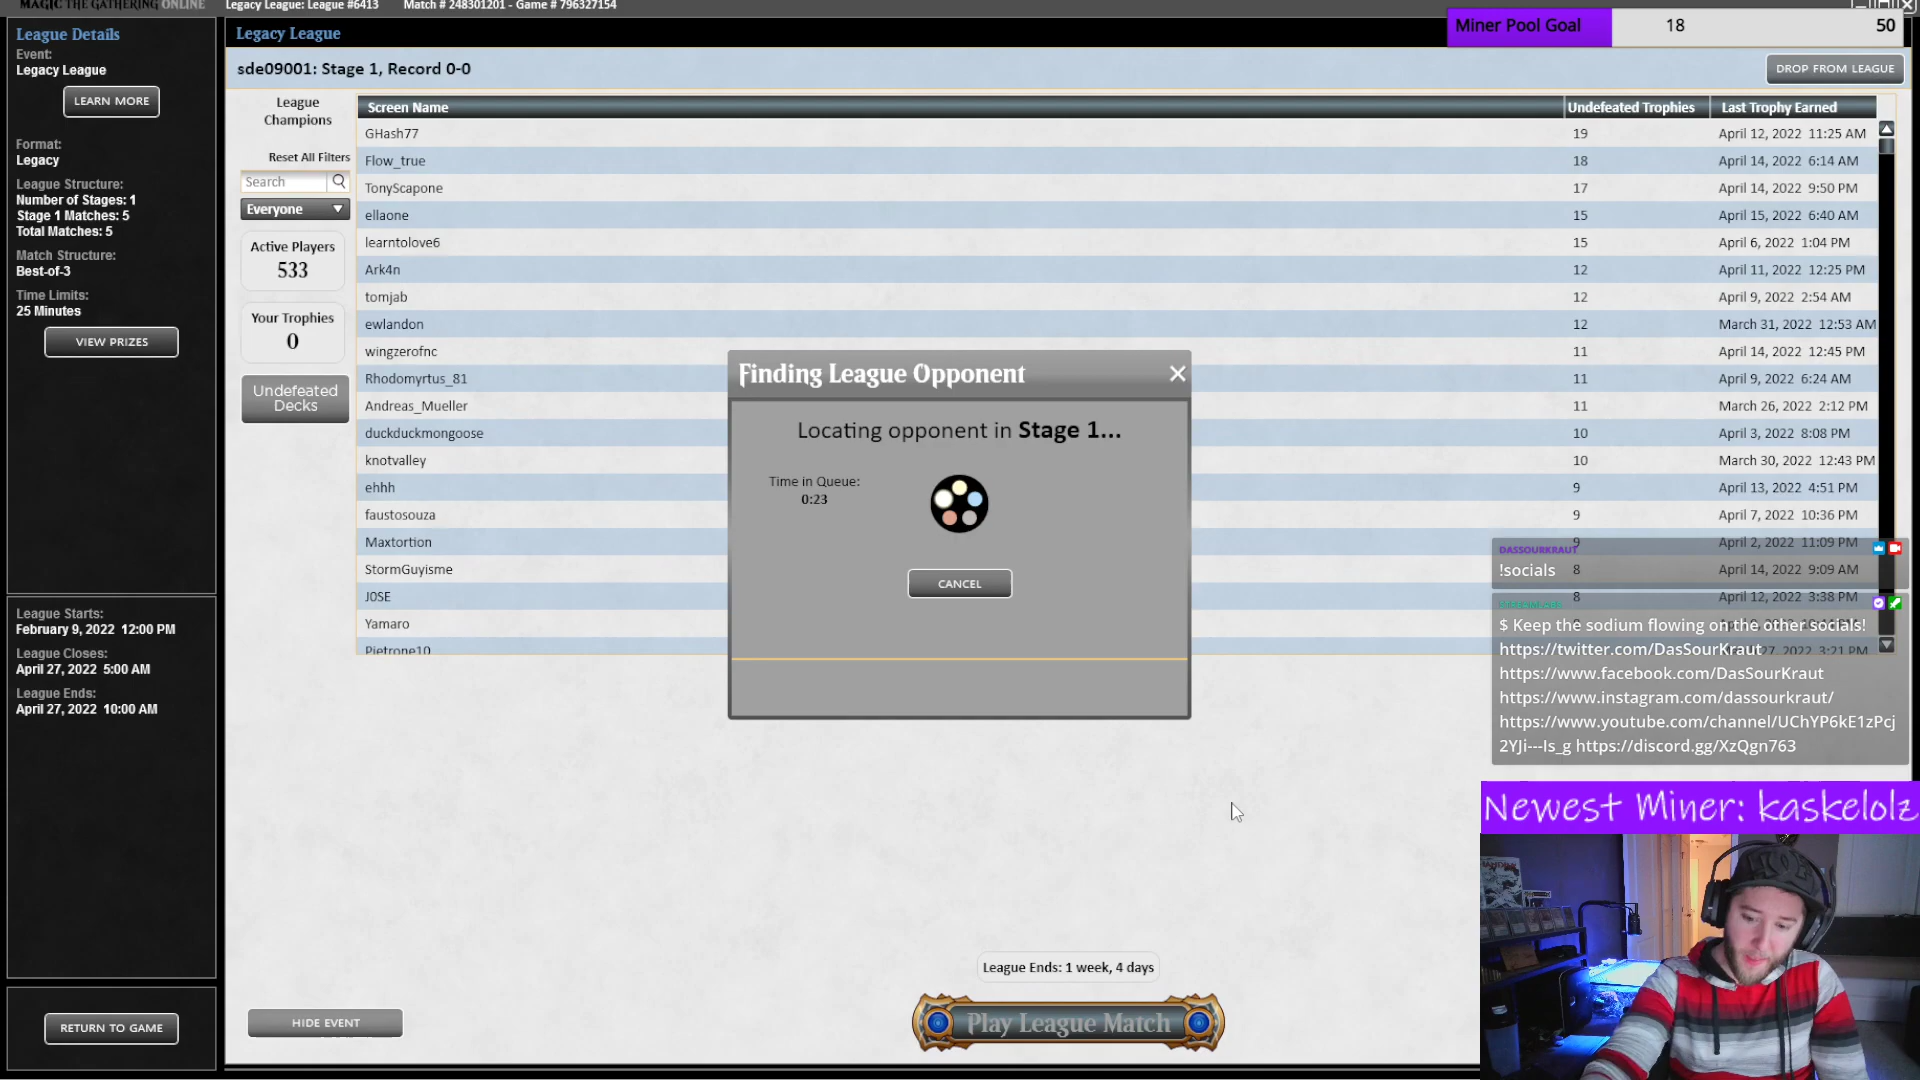 MAGIC THE GATHERING ONLINE
Legacy League: League #6413
Match # 248301201 - Game # 796327154
League Details
Event:
Legacy League
LEARN MORE
Format:
Legacy
League Structure:
Number of Stages: 1
Stage 1 Matches: 5
Total Matches: 5
Match Structure:
Best-of-3
Time Limits:
25 Minutes
VIEW PRIZES
League Starts:
February 9, 2022 12:00 PM
League Closes:
April 27, 2022 5:00 AM
League Ends:
April 27, 2022 10:00 AM
RETURN TO GAME
Legacy League
Miner Pool Goal 18 50
sde09001: Stage 1, Record 0-0
DROP FROM LEAGUE
League
Champions
Reset All Filters
Search
Everyone
Active Players
533
Your Trophies
0
Undefeated
Decks
Screen Name Undefeated Trophies Last Trophy Earned
GHash77 19 April 12, 2022 11:25 AM
Flow_true 18 April 14, 2022 6:14 AM
TonyScapone 17 April 14, 2022 9:50 PM
ellaone 15 April 15, 2022 6:40 AM
learntolove6 15 April 6, 2022 1:04 PM
Ark4n 12 April 11, 2022 12:25 PM
tomjab 12 April 9, 2022 2:54 AM
ewlandon 12 March 31, 2022 12:53 AM
wingzerofnc 11 April 14, 2022 12:45 PM
Rhodomyrtus_81 11 April 9, 2022 6:24 AM
Andreas_Mueller 11 March 26, 2022 2:12 PM
duckduckmongoose 10 April 3, 2022 8:08 PM
knotvalley 10 March 30, 2022 12:43 PM
ehhh 9 April 13, 2022 4:51 PM
faustosouza 9 April 7, 2022 10:36 PM
Maxtortion 9 April 2, 2022 11:09 PM
StormGuyisme 8 April 14, 2022 9:09 AM
J0SE 8 April 12, 2022 3:38 PM
Yamaro
Pietrone10 3:21 PM
Finding League Opponent
Locating opponent in Stage 1...
Time in Queue:
0:23
CANCEL
DASSOURKRAUT
!socials
STREAMLABS
$ Keep the sodium flowing on the other socials!
https://twitter.com/DasSourKraut
https://www.facebook.com/DasSourKraut
https://www.instagram.com/dassourkraut/
https://www.youtube.com/channel/UChYP6kE1zPcj
2YJi---Is_g https://discord.gg/XzQgn763
Newest Miner: kaskelolz
League Ends: 1 week, 4 days
HIDE EVENT
Play League Match